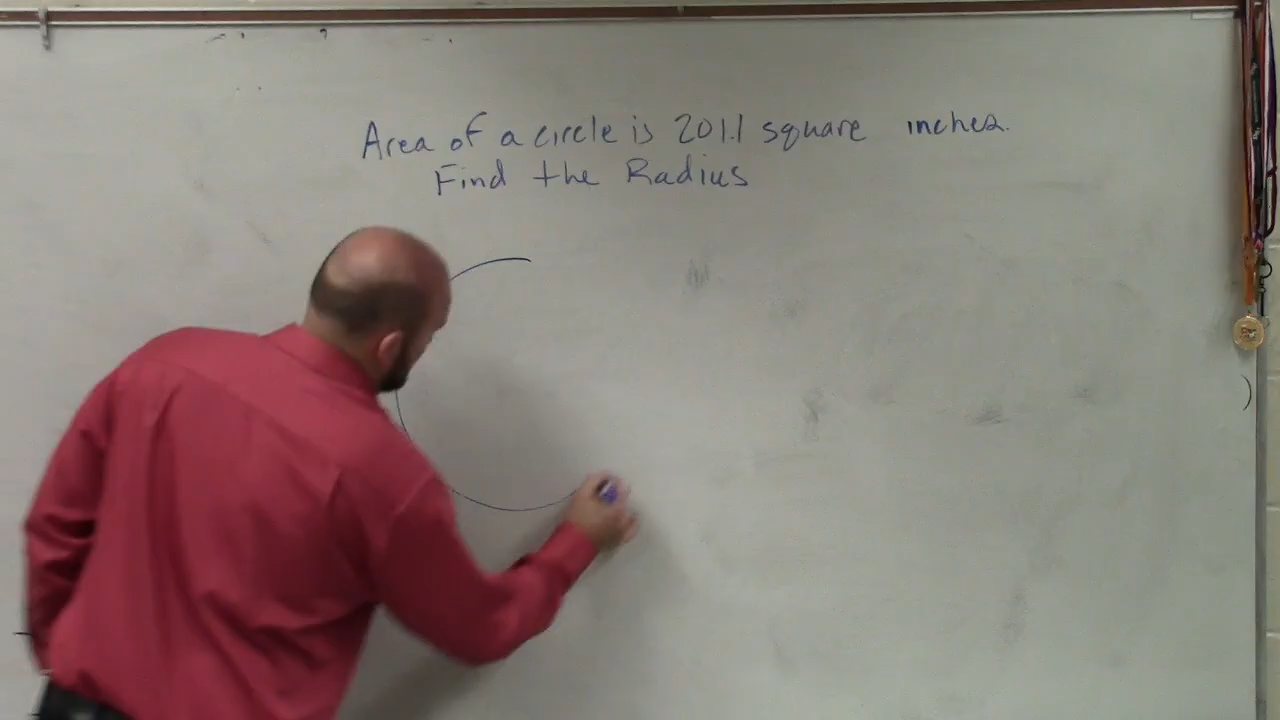 Area of a circle is 201.1 square inches.
Find the Radius